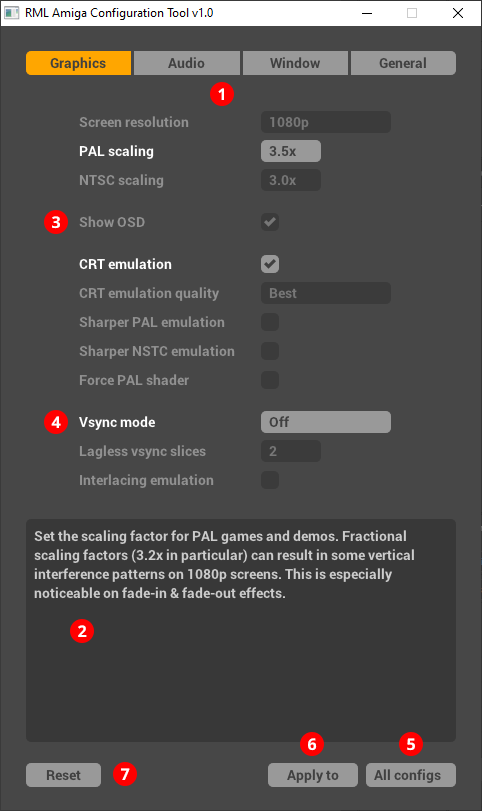 RML Amiga Configuration Tool v1.0
Graphics Audio Window General
1
Screen resolution 1080p
PAL scaling 3.5x
NTSC scaling 3.0x
3 Show OSD
CRT emulation
CRT emulation quality Best
Sharper PAL emulation
Sharper NSTC emulation
Force PAL shader
4 Vsync mode Off
Lagless vsync slices 2
Interlacing emulation
Set the scaling factor for PAL games and demos. Fractional
scaling factors (3.2x in particular) can result in some vertical
interference patterns on 1080p screens. This is especially
noticeable on fade-in & fade-out effects.
2
6 5
Reset 7 Apply to All configs